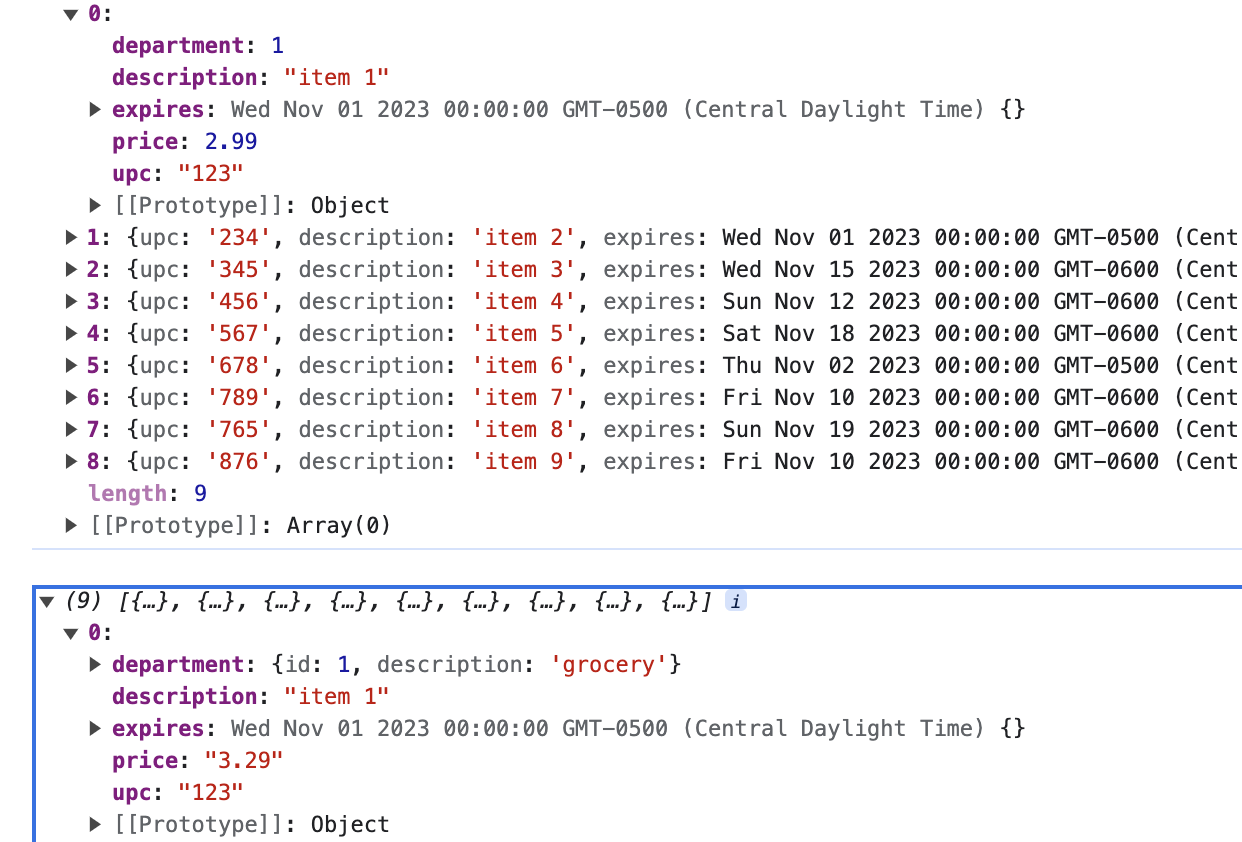 ▼ 0:
department: 1
description: "item 1"
▶ expires: Wed Nov 01 2023 00:00:00 GMT-0500 (Central Daylight Time) {}
price: 2.99
upc: "123"
▶ [[Prototype]]: Object
▶ 1: {upc: '234', description: 'item 2', expires: Wed Nov 01 2023 00:00:00 GMT-0500 (Cent
▶ 2: {upc: '345', description: 'item 3', expires: Wed Nov 15 2023 00:00:00 GMT-0600 (Cent
▶ 3: {upc: '456', description: 'item 4', expires: Sun Nov 12 2023 00:00:00 GMT-0600 (Cent
▶ 4: {upc: '567', description: 'item 5', expires: Sat Nov 18 2023 00:00:00 GMT-0600 (Cent
▶ 5: {upc: '678', description: 'item 6', expires: Thu Nov 02 2023 00:00:00 GMT-0500 (Cent
▶ 6: {upc: '789', description: 'item 7', expires: Fri Nov 10 2023 00:00:00 GMT-0600 (Cent
▶ 7: {upc: '765', description: 'item 8', expires: Sun Nov 19 2023 00:00:00 GMT-0600 (Cent
▶ 8: {upc: '876', description: 'item 9', expires: Fri Nov 10 2023 00:00:00 GMT-0600 (Cent
length: 9
▶ [[Prototype]]: Array(0)
▼ (9) [{…}, {…}, {…}, {…}, {…}, {…}, {…}, {…}, {…}] i
▼ 0:
▶ department: {id: 1, description: 'grocery'}
description: "item 1"
▶ expires: Wed Nov 01 2023 00:00:00 GMT-0500 (Central Daylight Time) {}
price: "3.29"
upc: "123"
▶ [[Prototype]]: Object